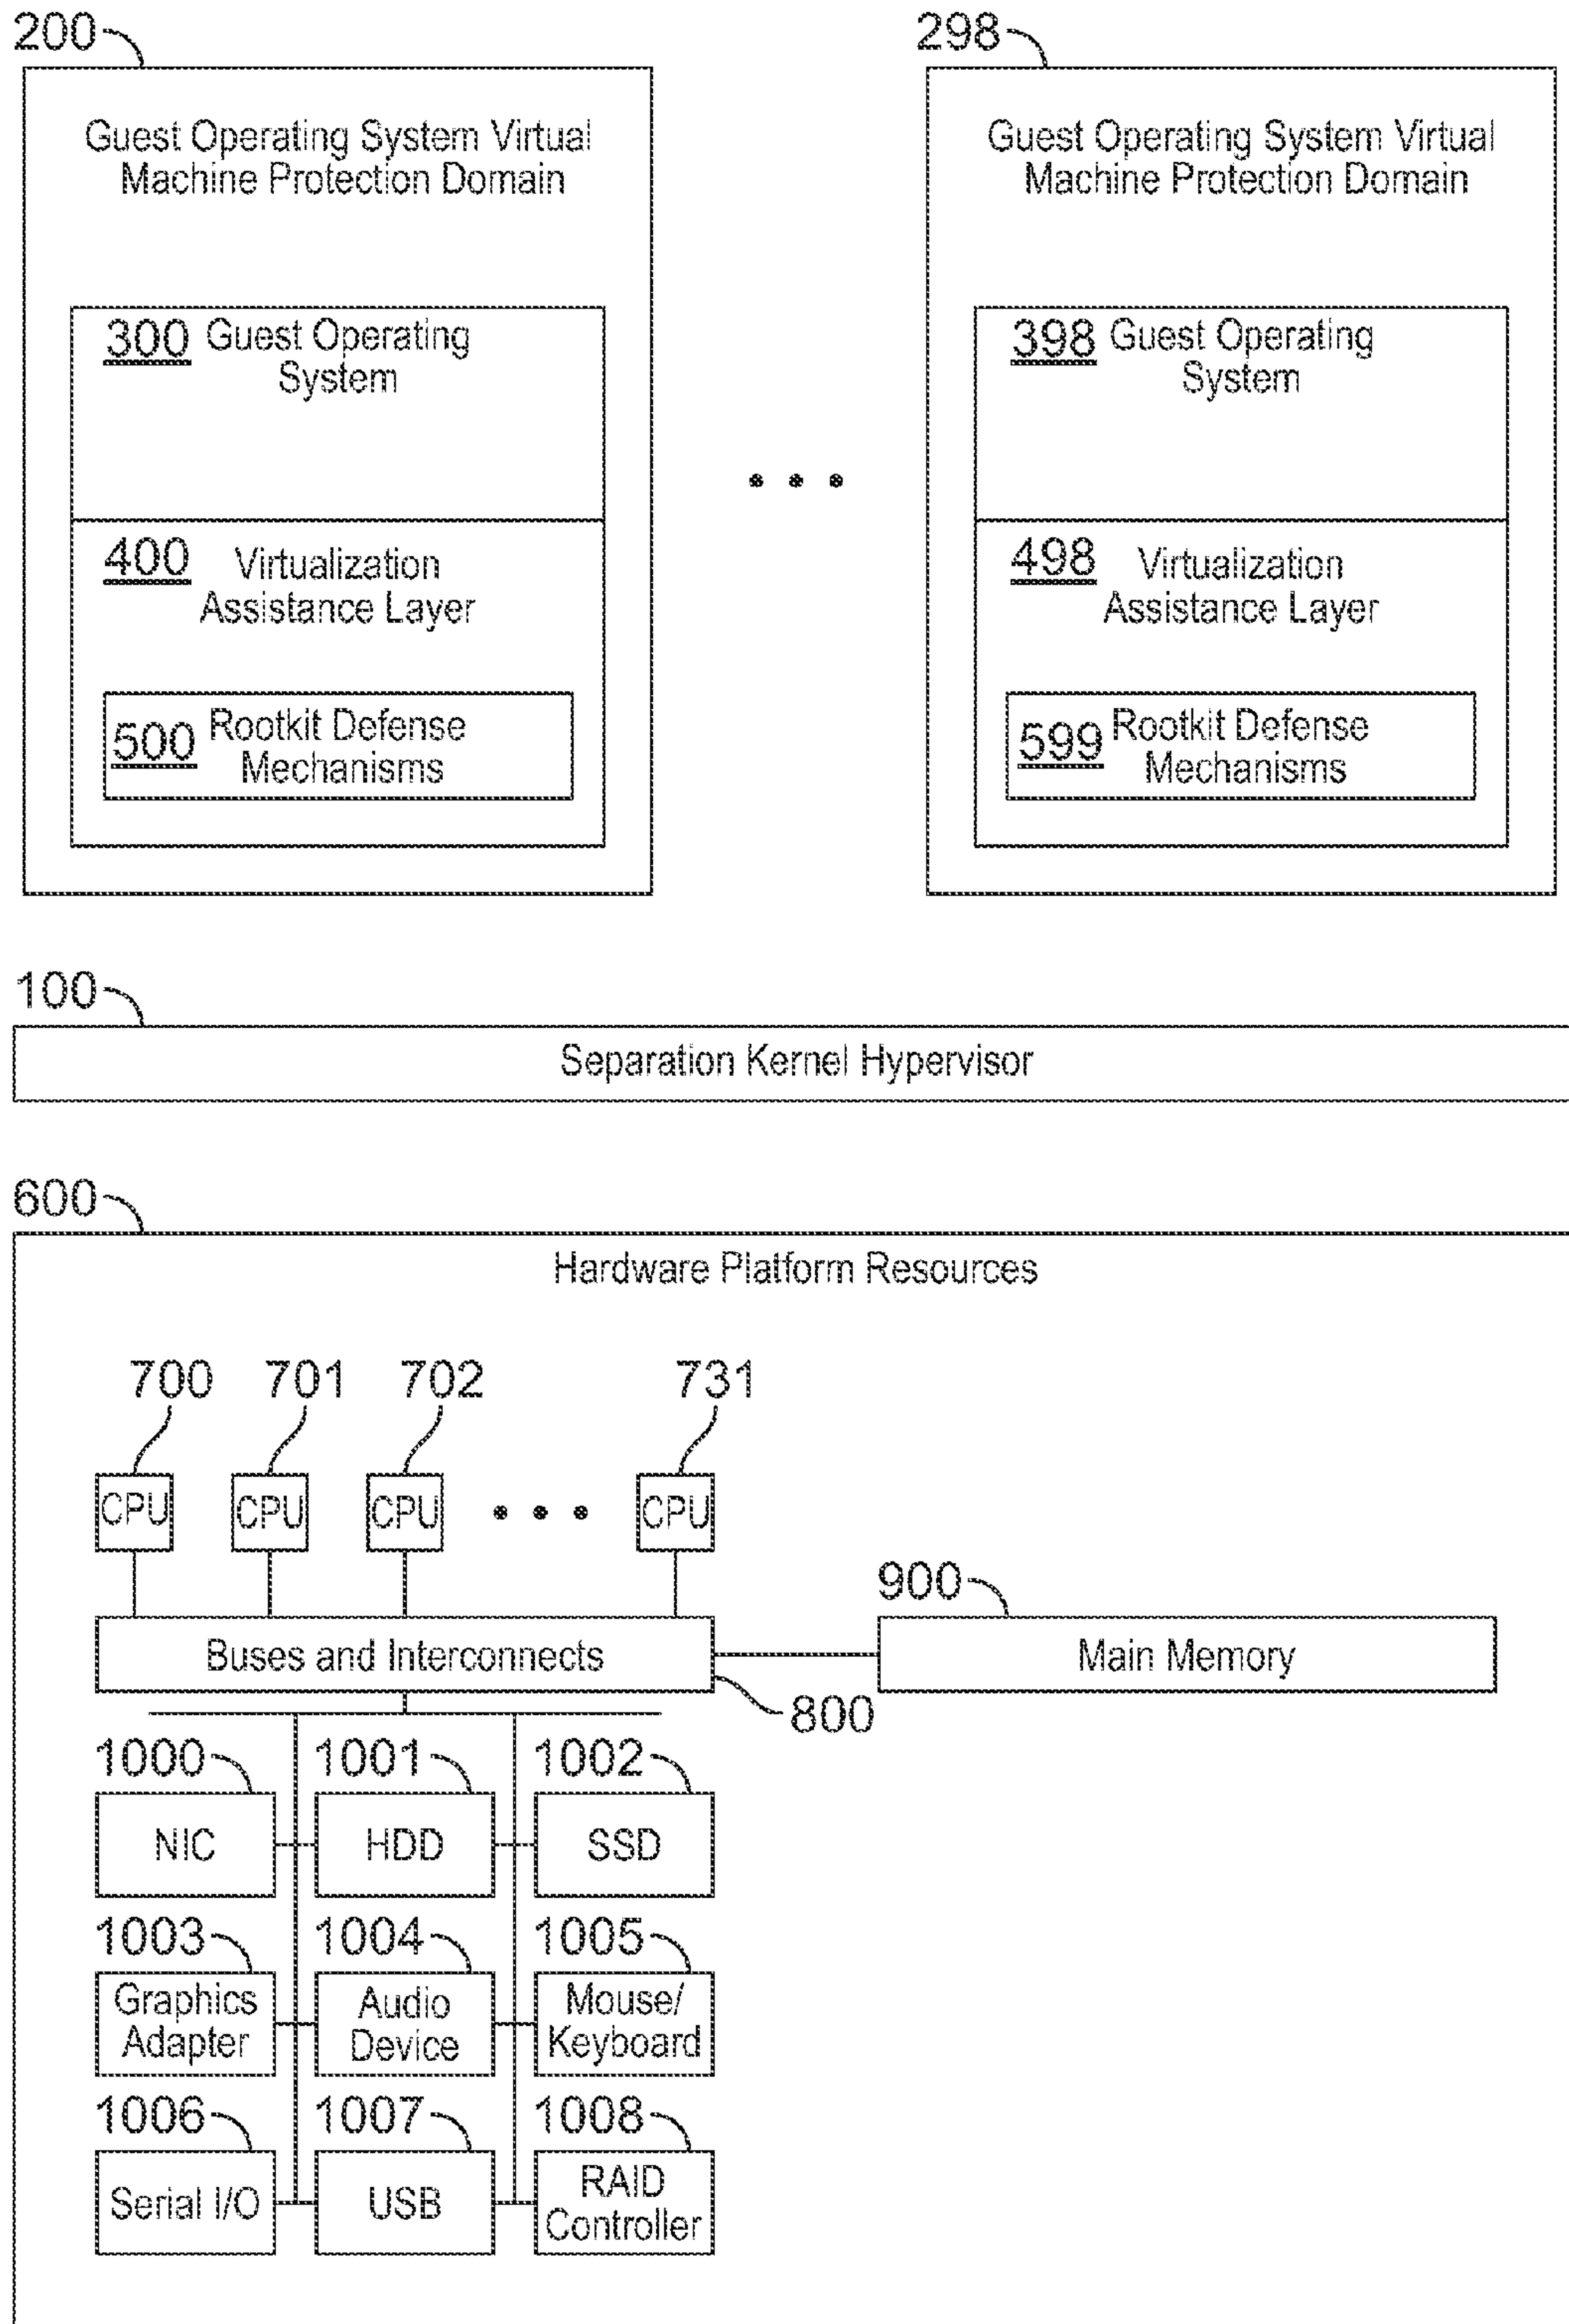 200
298
Guest Operating System Virtual
Machine Protection Domain
Guest Operating System Virtual
Machine Protection Domain
300 Guest Operating
System
398 Guest Operating
System
400 Virtualization
Assistance Layer
498 Virtualization
Assistance Layer
500 Rootkit Defense
Mechanisms
599 Rootkit Defense
Mechanisms
100
Separation Kernel Hypervisor
600
Hardware Platform Resources
700 701 702 731
CPU CPU CPU CPU
900
Buses and Interconnects
Main Memory
800
1000 1001 1002
NIC HDD SSD
1003 1004 1005
Graphics
Adapter
Audio
Device
Mouse/
Keyboard
1006 1007 1008
Serial I/O
USB
RAID
Controller